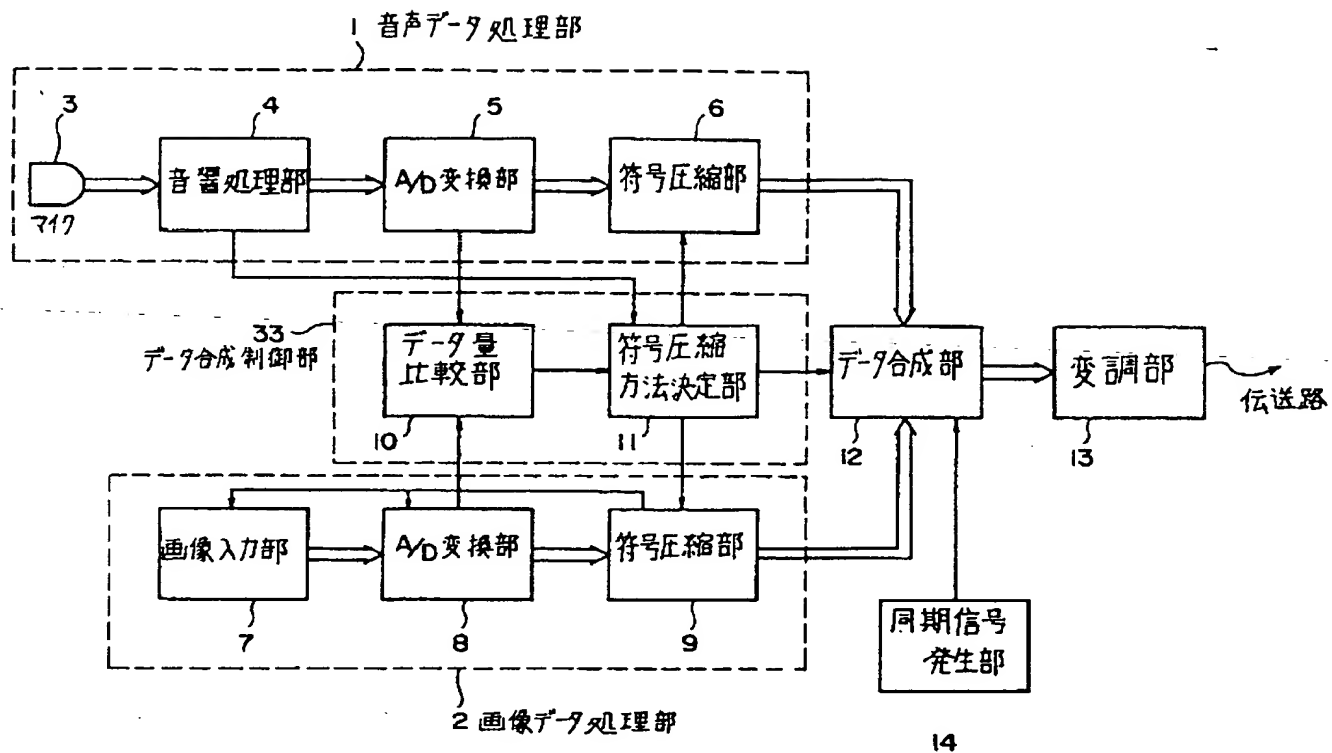 1 音声データ処理部
3
4
5
6
マイク
音響処理部
A/D変換部
符号圧縮部
33
データ合成制御部
データ量
比較部
10
符号圧縮
方法決定部
11
データ合成部
12
変調部
13
伝送路
画像入力部
7
A/D変換部
8
符号圧縮部
9
同期信号
発生部
14
2 画像データ処理部